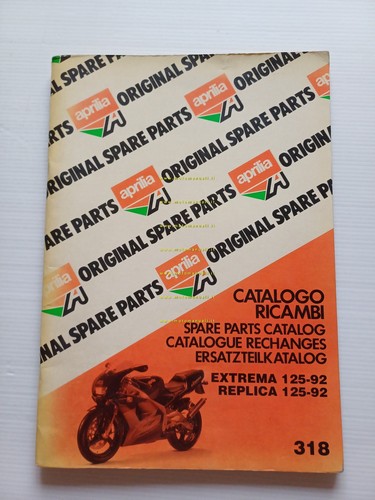 ORIGINAL SPARE PARTS
aprilia
ORIGINAL SPARE PARTS
aprilia
ORIGINAL SPARE PARTS
aprilia
aprilia
ORIGINAL SPARE PARTS
aprilia
ORIGINAL SPARE PARTS
aprilia
ORIGINAL SPARE PARTS
CATALOGO
RICAMBI
SPARE PARTS CATALOG
CATALOGUE RECHANGES
ERSATZTEILKATALOG
EXTREMA 125-92
REPLICA 125-92
318